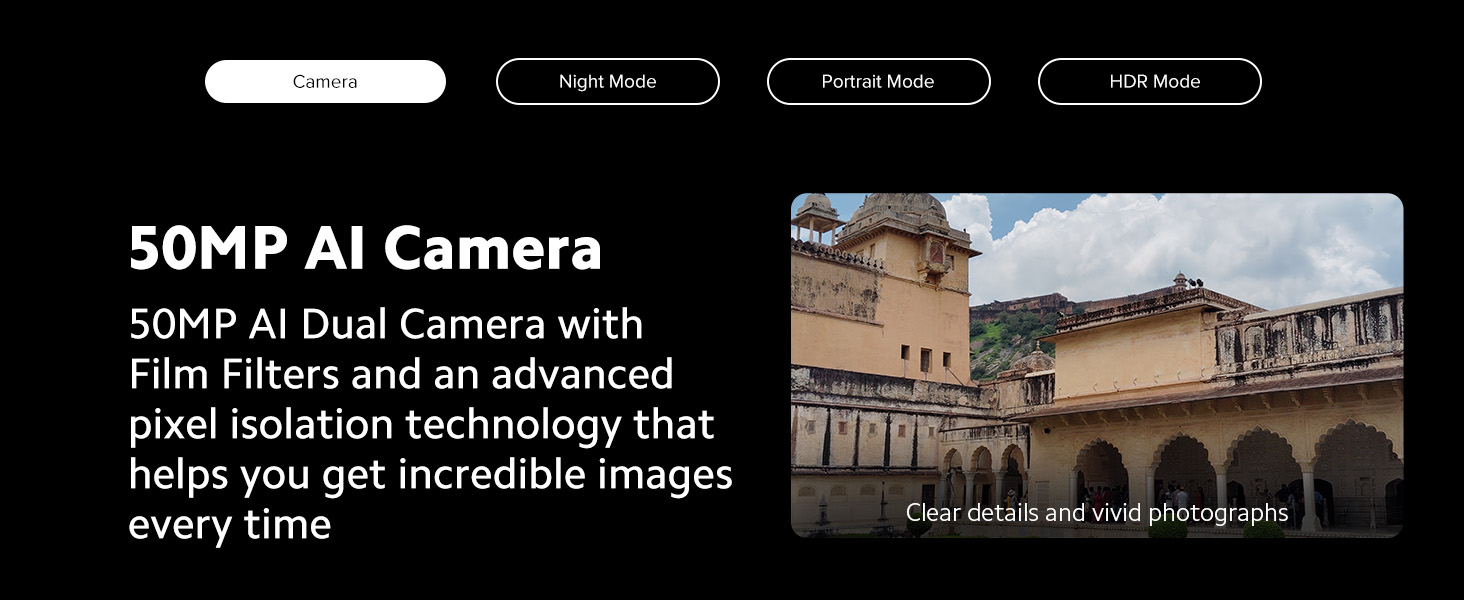 Camera
Night Mode
Portrait Mode
HDR Mode
50MP AI Camera
50MP AI Dual Camera with
Film Filters and an advanced
pixel isolation technology that
helps you get incredible images
every time
Clear details and vivid photographs